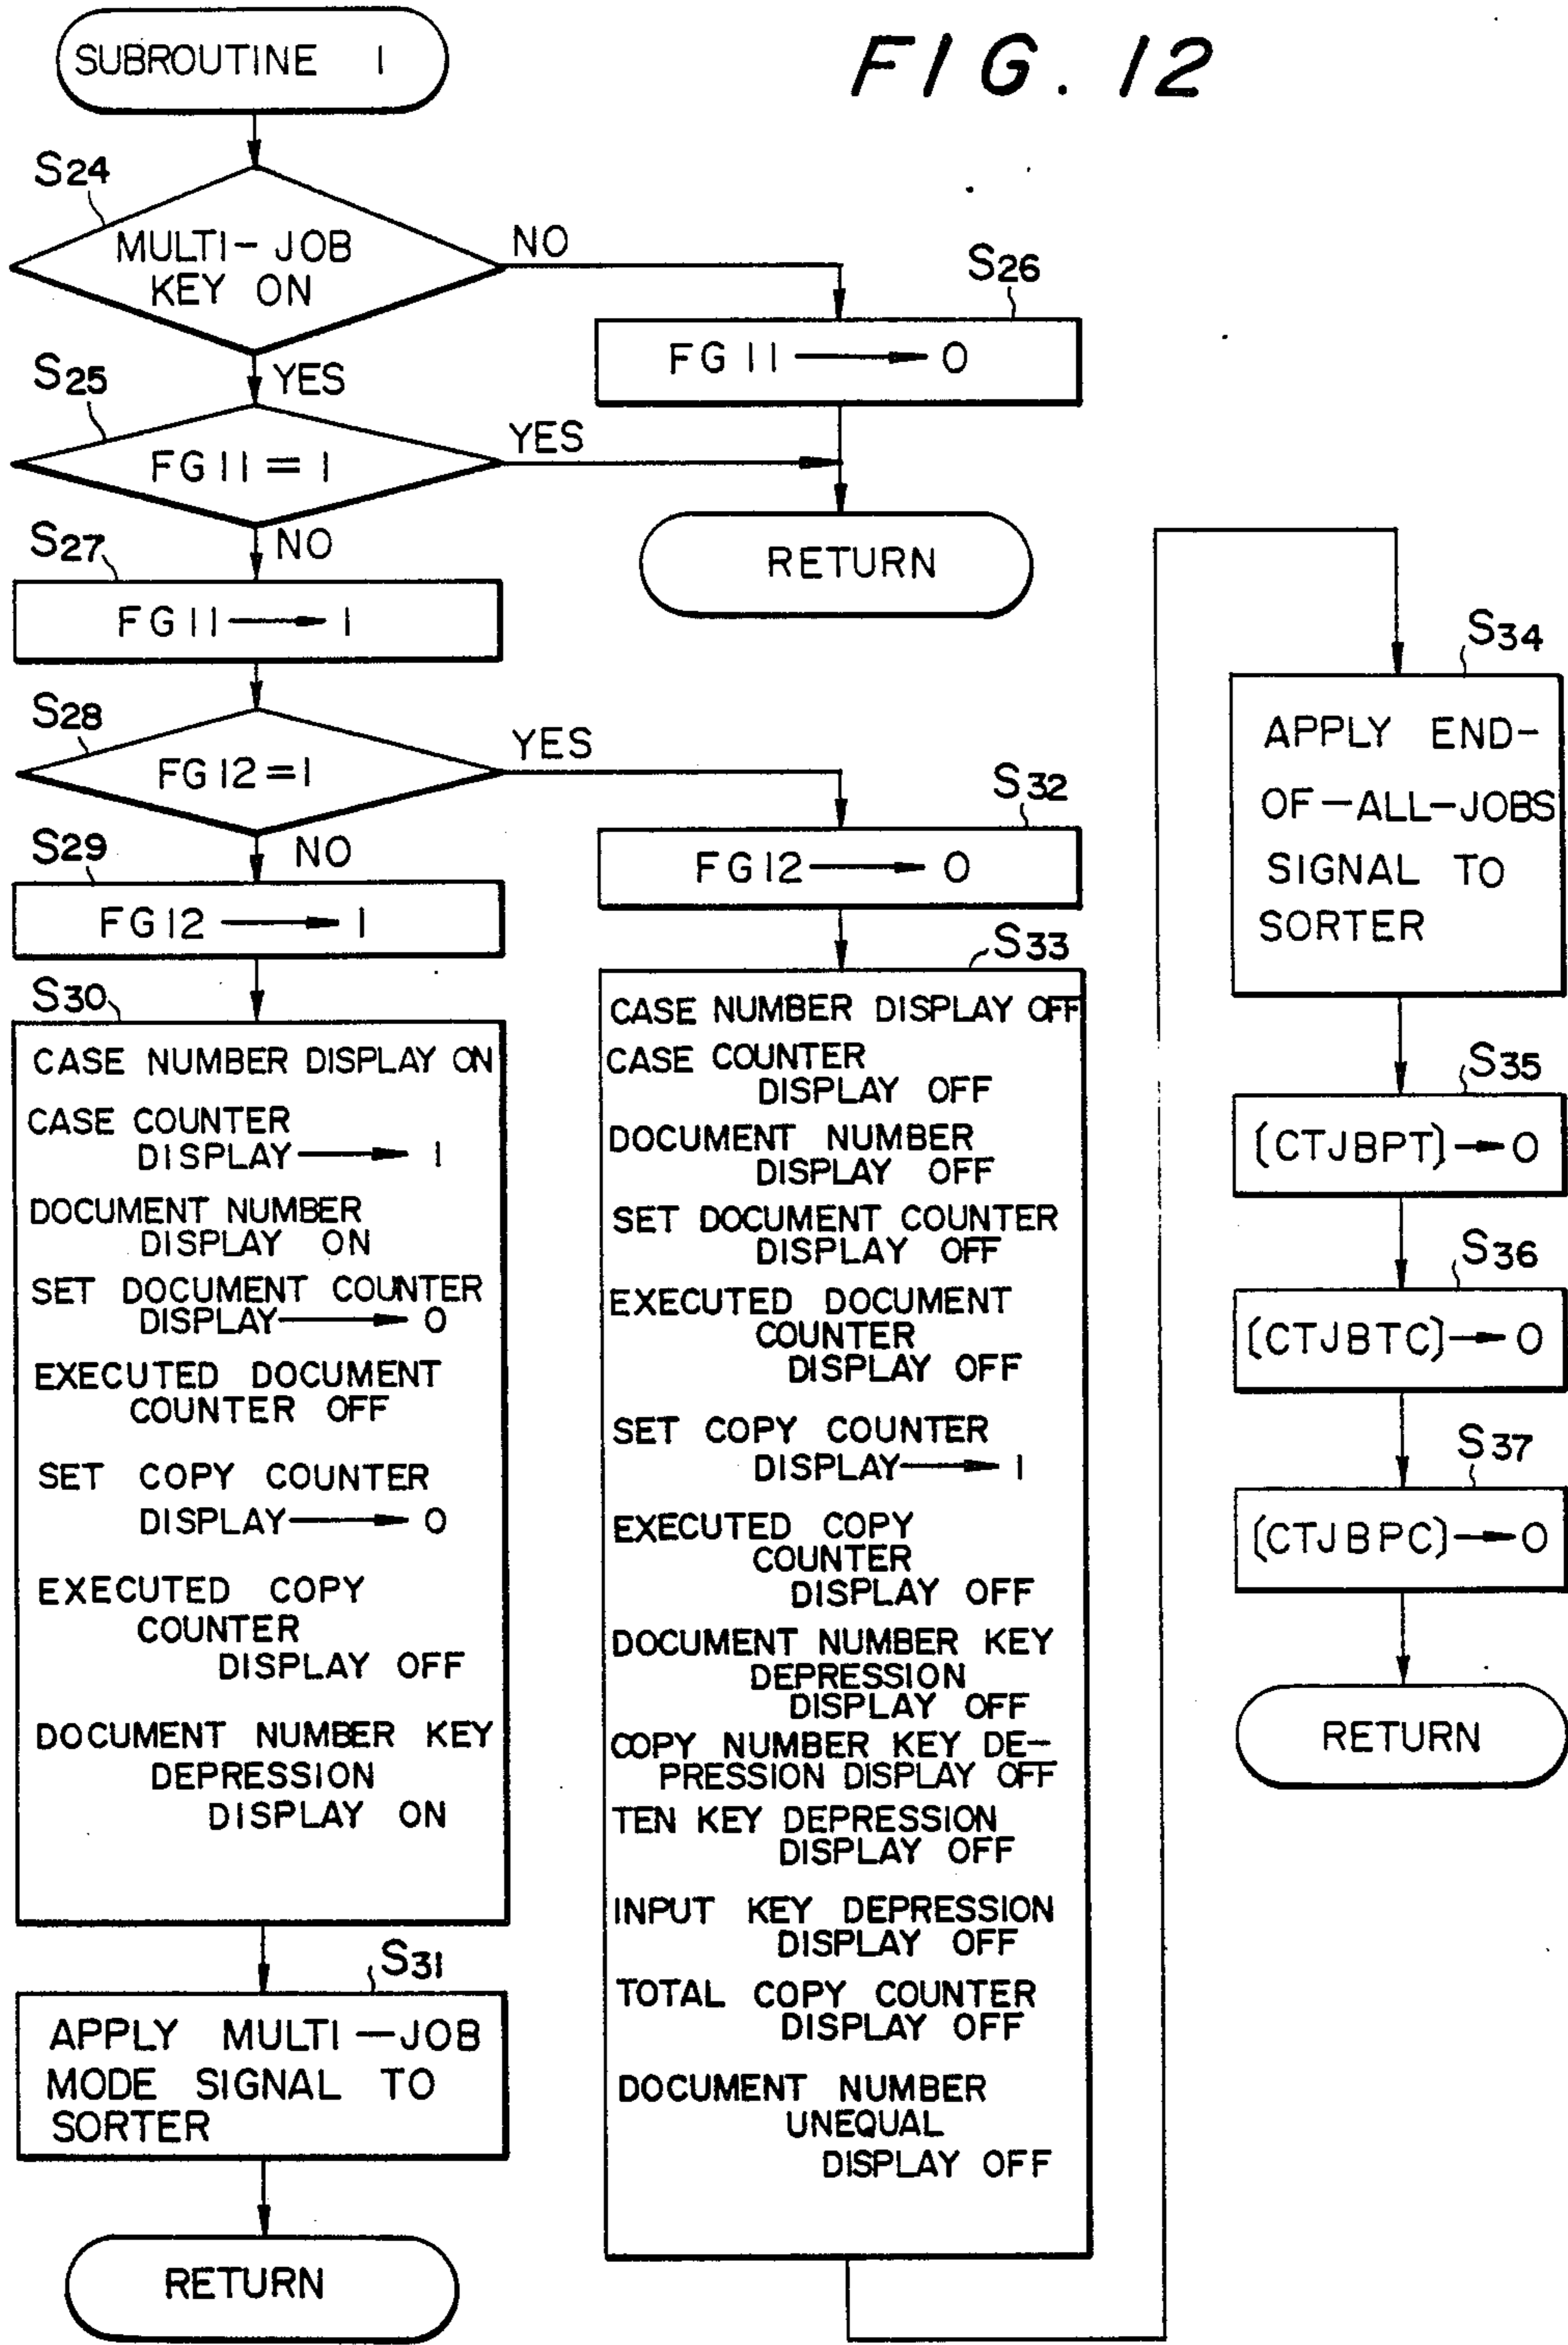 FIG. 12
SUBROUTINE 1
S24
MULTI-JOB
KEY ON
NO
YES
S26
FG11 → 0
S25
FG11 = 1
YES
NO
RETURN
S27
FG11 → 1
S28
FG12=1
YES
NO
S29
FG12 → 1
S30
CASE NUMBER DISPLAY ON
CASE COUNTER
DISPLAY → 1
DOCUMENT NUMBER
DISPLAY ON
SET DOCUMENT COUNTER
DISPLAY → 0
EXECUTED DOCUMENT
COUNTER OFF
SET COPY COUNTER
DISPLAY → 0
EXECUTED COPY
COUNTER
DISPLAY OFF
DOCUMENT NUMBER KEY
DEPRESSION
DISPLAY ON
S31
APPLY MULTI-JOB
MODE SIGNAL TO
SORTER
RETURN
S32
FG12 → 0
S33
CASE NUMBER DISPLAY OFF
CASE COUNTER
DISPLAY OFF
DOCUMENT NUMBER
DISPLAY OFF
SET DOCUMENT COUNTER
DISPLAY OFF
EXECUTED DOCUMENT
COUNTER
DISPLAY OFF
SET COPY COUNTER
DISPLAY → 1
EXECUTED COPY
COUNTER
DISPLAY OFF
DOCUMENT NUMBER KEY
DEPRESSION
DISPLAY OFF
COPY NUMBER KEY DE-
PRESSION DISPLAY OFF
TEN KEY DEPRESSION
DISPLAY OFF
INPUT KEY DEPRESSION
DISPLAY OFF
TOTAL COPY COUNTER
DISPLAY OFF
DOCUMENT NUMBER
UNEQUAL
DISPLAY OFF
S34
APPLY END-
OF-ALL-JOBS
SIGNAL TO
SORTER
S35
(CTJBPT) → 0
S36
(CTJBTC) → 0
S37
(CTJBPC) → 0
RETURN